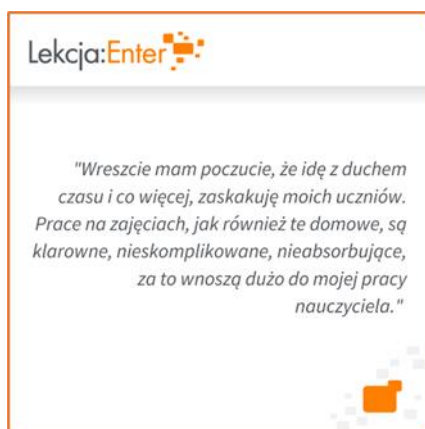 Lekcja:Enter
"Wreszcie mam poczucie, że idę z duchem
czasu i co więcej, zaskakuję moich uczniów.
Prace na zajęciach, jak również te domowe, są
klarowne, nieskomplikowane, nieabsorbujące,
za to wnoszą dużo do mojej pracy
nauczyciela."